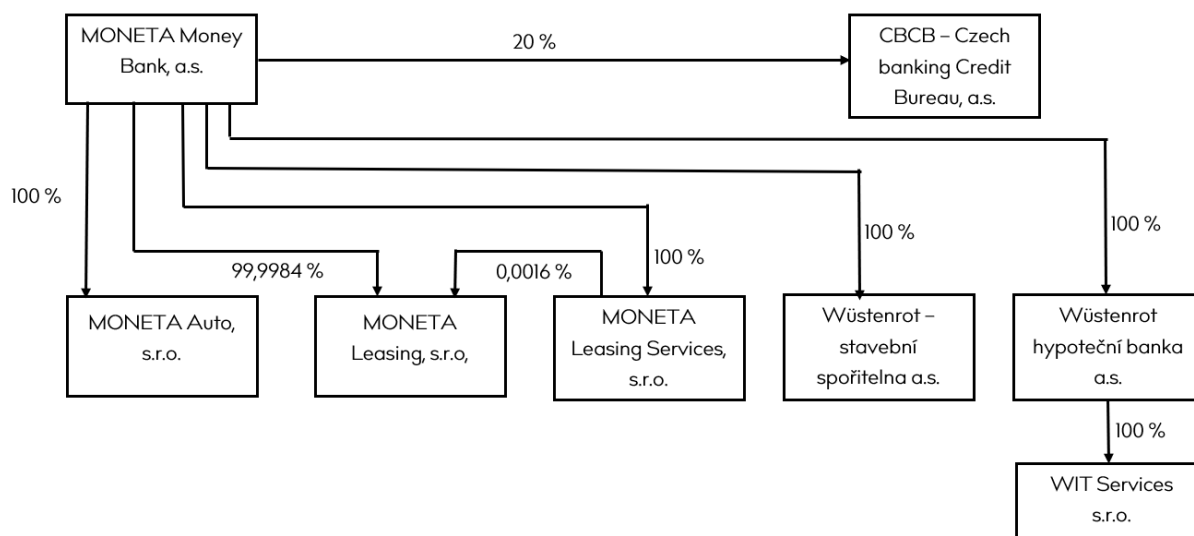 MONETA Money
Bank, a.s.
20 %
CBCB – Czech
banking Credit
Bureau, a.s.
100 %
99,9984 %
0,0016 %
100 %
100 %
100 %
MONETA Auto,
s.r.o.
MONETA
Leasing, s.r.o,
MONETA
Leasing Services,
s.r.o.
Wüstenrot –
stavební
spořitelna a.s.
Wüstenrot
hypoteční banka
a.s.
100 %
WIT Services
s.r.o.